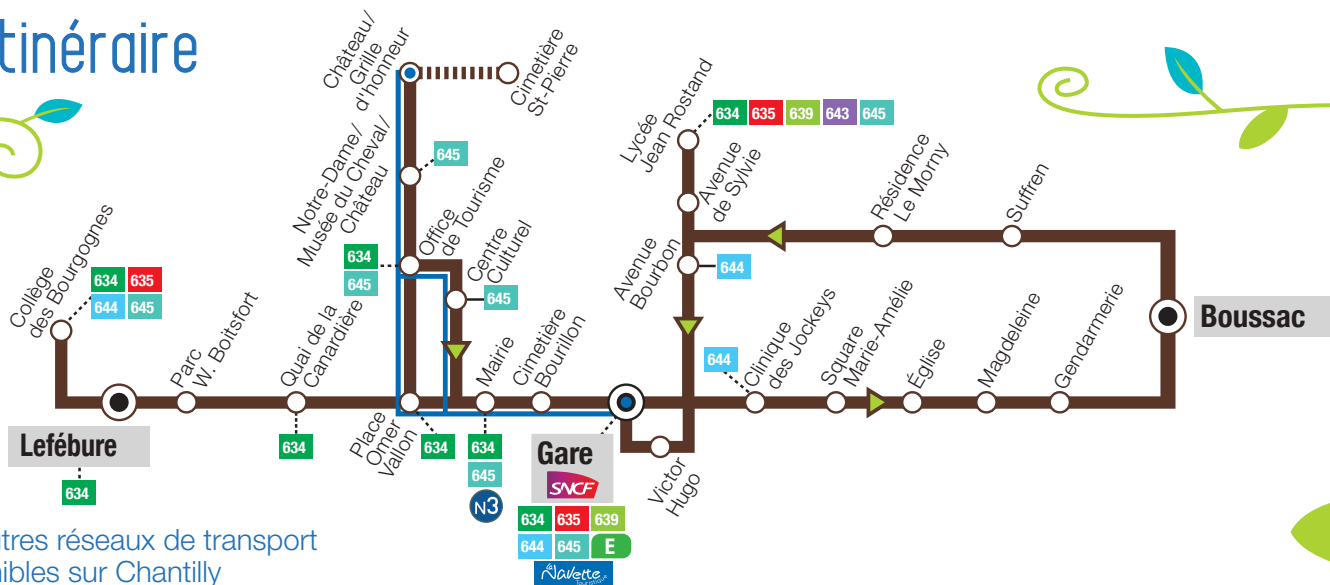 tinéraire
Château/
Grille
d'honneur
Cimetière
St-Pierre
Notre-Dame/
Musée du Cheval/
Château
645
Office
de Tourisme
634
645
Centre
Culturel
645
Lycée
Jean Rostand
634 635 639 643 645
Avenue
de Sylvie
Avenue
Bourbon
644
Résidence
Le Morny
Suffren
Boussac
Collège
des Bourgognes
634 635
644 645
Lefébure
634
Parc
W. Boitsfort
Quai de la
Canardière
634
Place
Omer
Vallon
634
Mairie
634
645
N3
Cimetière
Bourillon
Gare
SNCF
634 635 639
644 645 E
la Navette
Touristique
Victor
Hugo
644
Clinique
des Jockeys
Square
Marie-Amélie
Église
Magdeleine
Gendarmerie
tres réseaux de transport
nibles sur Chantilly